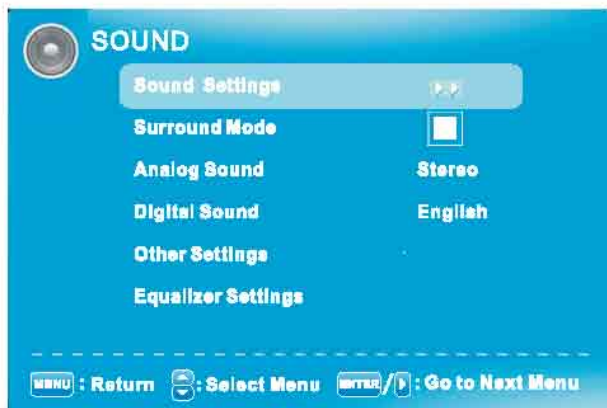 SOUND
Sound Settings
Surround Mode
Analog Sound Stereo
Digital Sound English
Other Settings
Equalizer Settings
MENU : Return : Select Menu ENTER / : Go to Next Menu